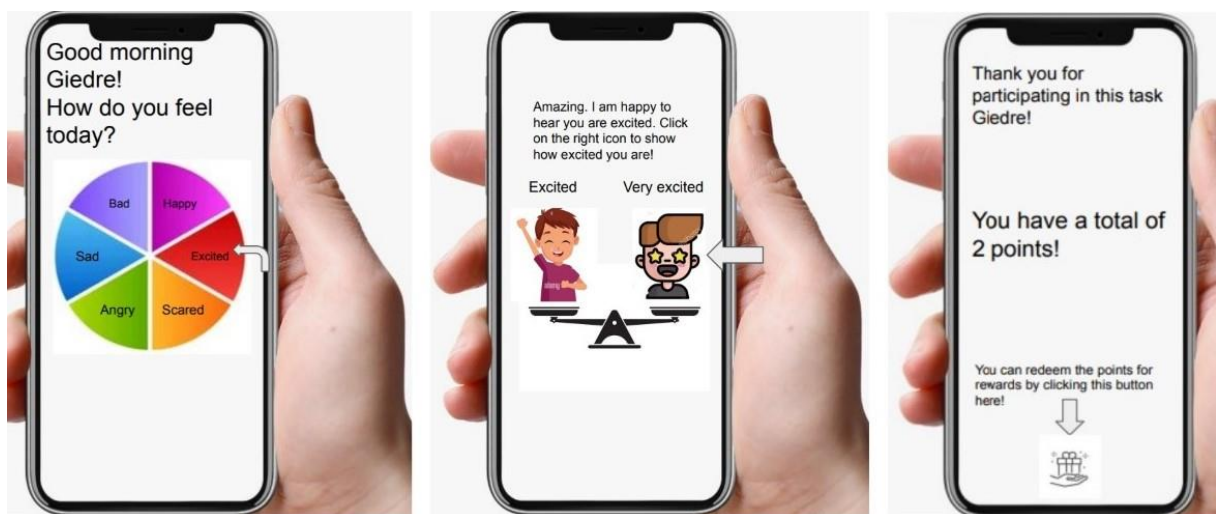 Good morning
Giedre!
How do you feel
today?
Bad
Happy
Sad
Excited
Angry
Scared
Amazing. I am happy to
hear you are excited. Click
on the right icon to show
how excited you are!
Excited
Very excited
Thank you for
participating in this task
Giedre!
You have a total of
2 points!
You can redeem the points for
rewards by clicking this button
here!